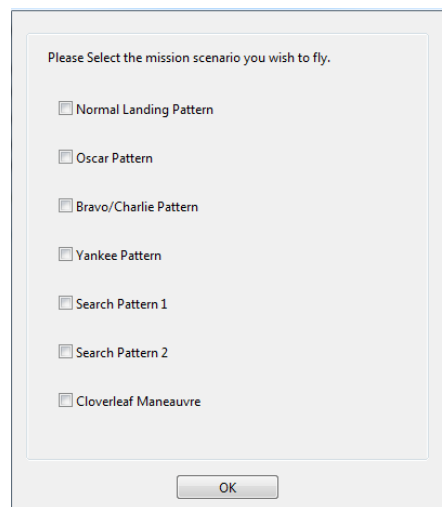 Please Select the mission scenario you wish to fly.
Normal Landing Pattern
Oscar Pattern
Bravo/Charlie Pattern
Yankee Pattern
Search Pattern 1
Search Pattern 2
Cloverleaf Maneauvre
OK